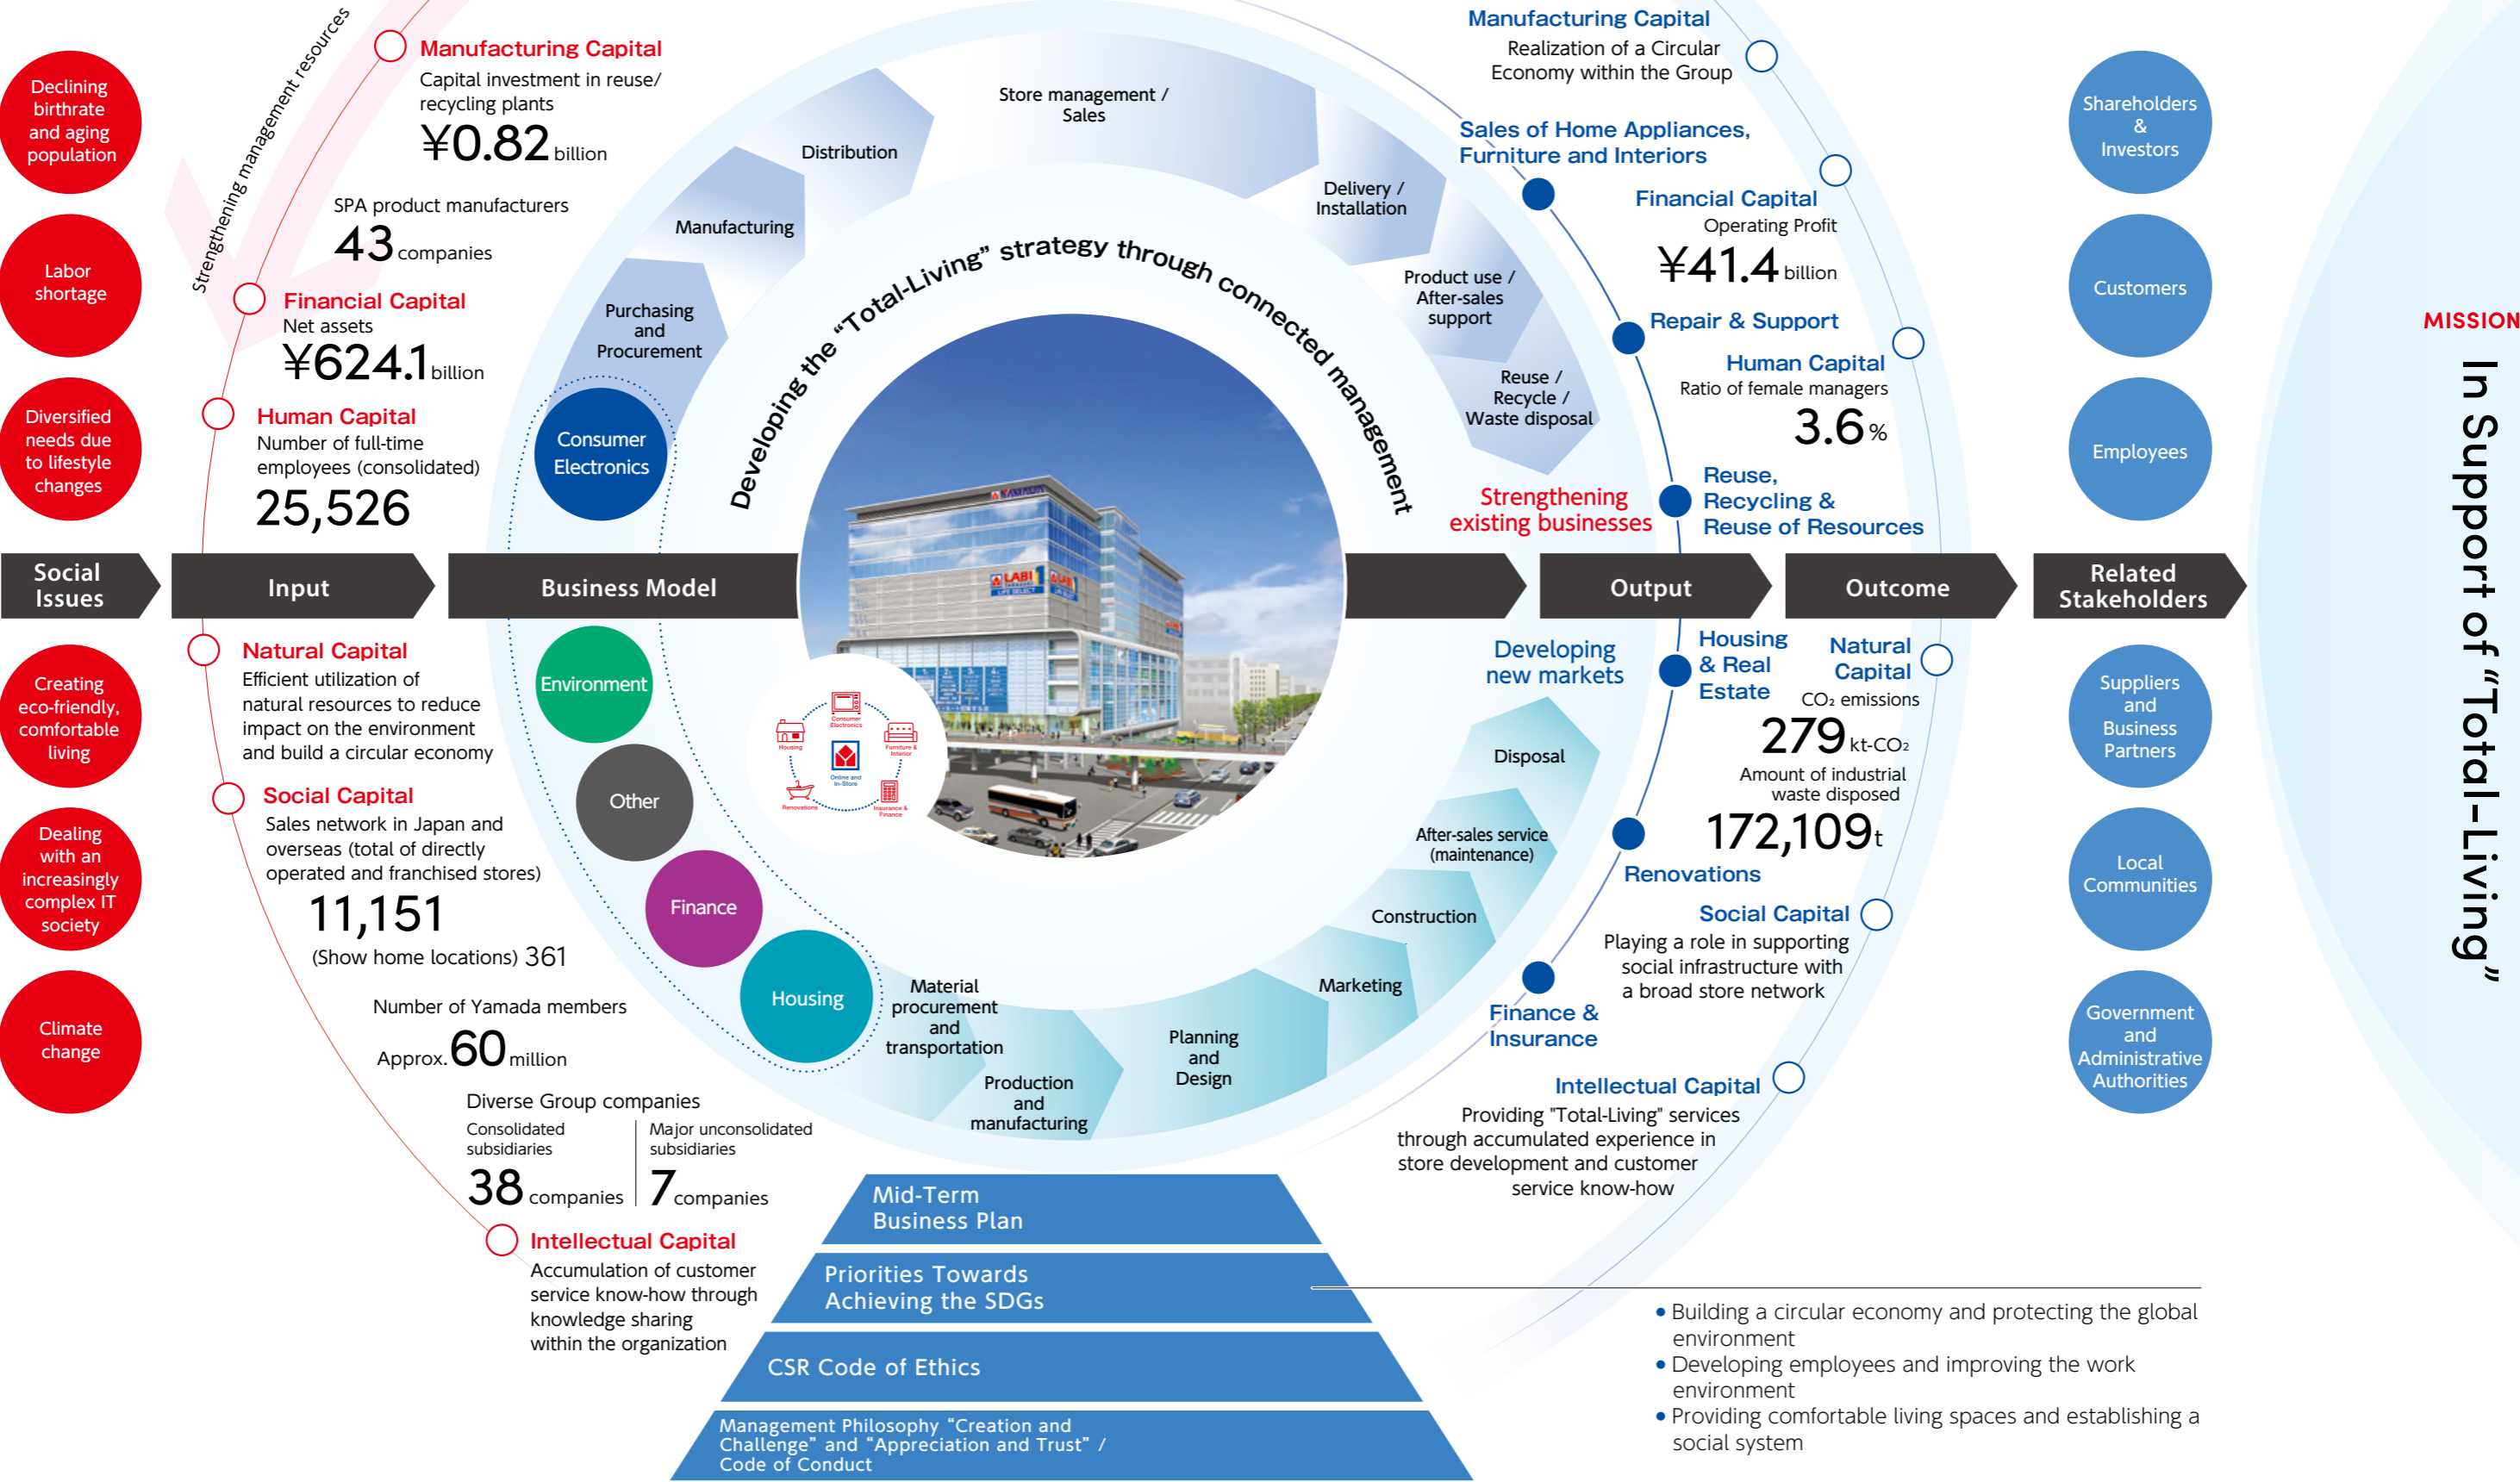 Declining
birthrate
and aging
population
Labor
shortage
Diversified
needs due
to lifestyle
changes
Social
Issues
Creating
eco-friendly,
comfortable
living
Dealing
with an
increasingly
complex IT
society
Climate
change
Strengthening management resources
Manufacturing Capital
Capital investment in reuse/
recycling plants
¥0.82 billion
SPA product manufacturers
43 companies
Financial Capital
Net assets
¥624.1 billion
Human Capital
Number of full-time
employees (consolidated)
25,526
Input
Natural Capital
Efficient utilization of
natural resources to reduce
impact on the environment
and build a circular economy
Social Capital
Sales network in Japan and
overseas (total of directly
operated and franchised stores)
11,151
(Show home locations) 361
Number of Yamada members
Approx. 60 million
Diverse Group companies
Consolidated
subsidiaries
38 companies
Major unconsolidated
subsidiaries
7 companies
Intellectual Capital
Accumulation of customer
service know-how through
knowledge sharing
within the organization
Business Model
Developing the “Total-Living” strategy through connected management
Consumer
Electronics
Purchasing
and
Procurement
Manufacturing
Distribution
Store management /
Sales
Delivery /
Installation
Product use /
After-sales
support
Reuse /
Recycle /
Waste disposal
Strengthening
existing businesses
YAMADA
LABI 1
LIFE SELECT
Consumer
Electronics
Housing
Furniture &
Interior
Online and
In-Store
Renovations
Insurance &
Finance
Environment
Other
Finance
Housing
Material
procurement
and
transportation
Production
and
manufacturing
Planning
and
Design
Marketing
Construction
After-sales service
(maintenance)
Disposal
Developing
new markets
Mid-Term
Business Plan
Priorities Towards
Achieving the SDGs
CSR Code of Ethics
Management Philosophy “Creation and
Challenge” and “Appreciation and Trust” /
Code of Conduct
Output
Sales of Home Appliances,
Furniture and Interiors
Repair & Support
Reuse,
Recycling &
Reuse of Resources
Housing
& Real
Estate
Renovations
Finance &
Insurance
Outcome
Manufacturing Capital
Realization of a Circular
Economy within the Group
Financial Capital
Operating Profit
¥41.4 billion
Human Capital
Ratio of female managers
3.6 %
Natural
Capital
CO₂ emissions
279 kt-CO₂
Amount of industrial
waste disposed
172,109 t
Social Capital
Playing a role in supporting
social infrastructure with
a broad store network
Intellectual Capital
Providing "Total-Living" services
through accumulated experience in
store development and customer
service know-how
• Building a circular economy and protecting the global
environment
• Developing employees and improving the work
environment
• Providing comfortable living spaces and establishing a
social system
Related
Stakeholders
Shareholders
&
Investors
Customers
Employees
Suppliers
and
Business
Partners
Local
Communities
Government
and
Administrative
Authorities
MISSION
In Support of “Total-Living”